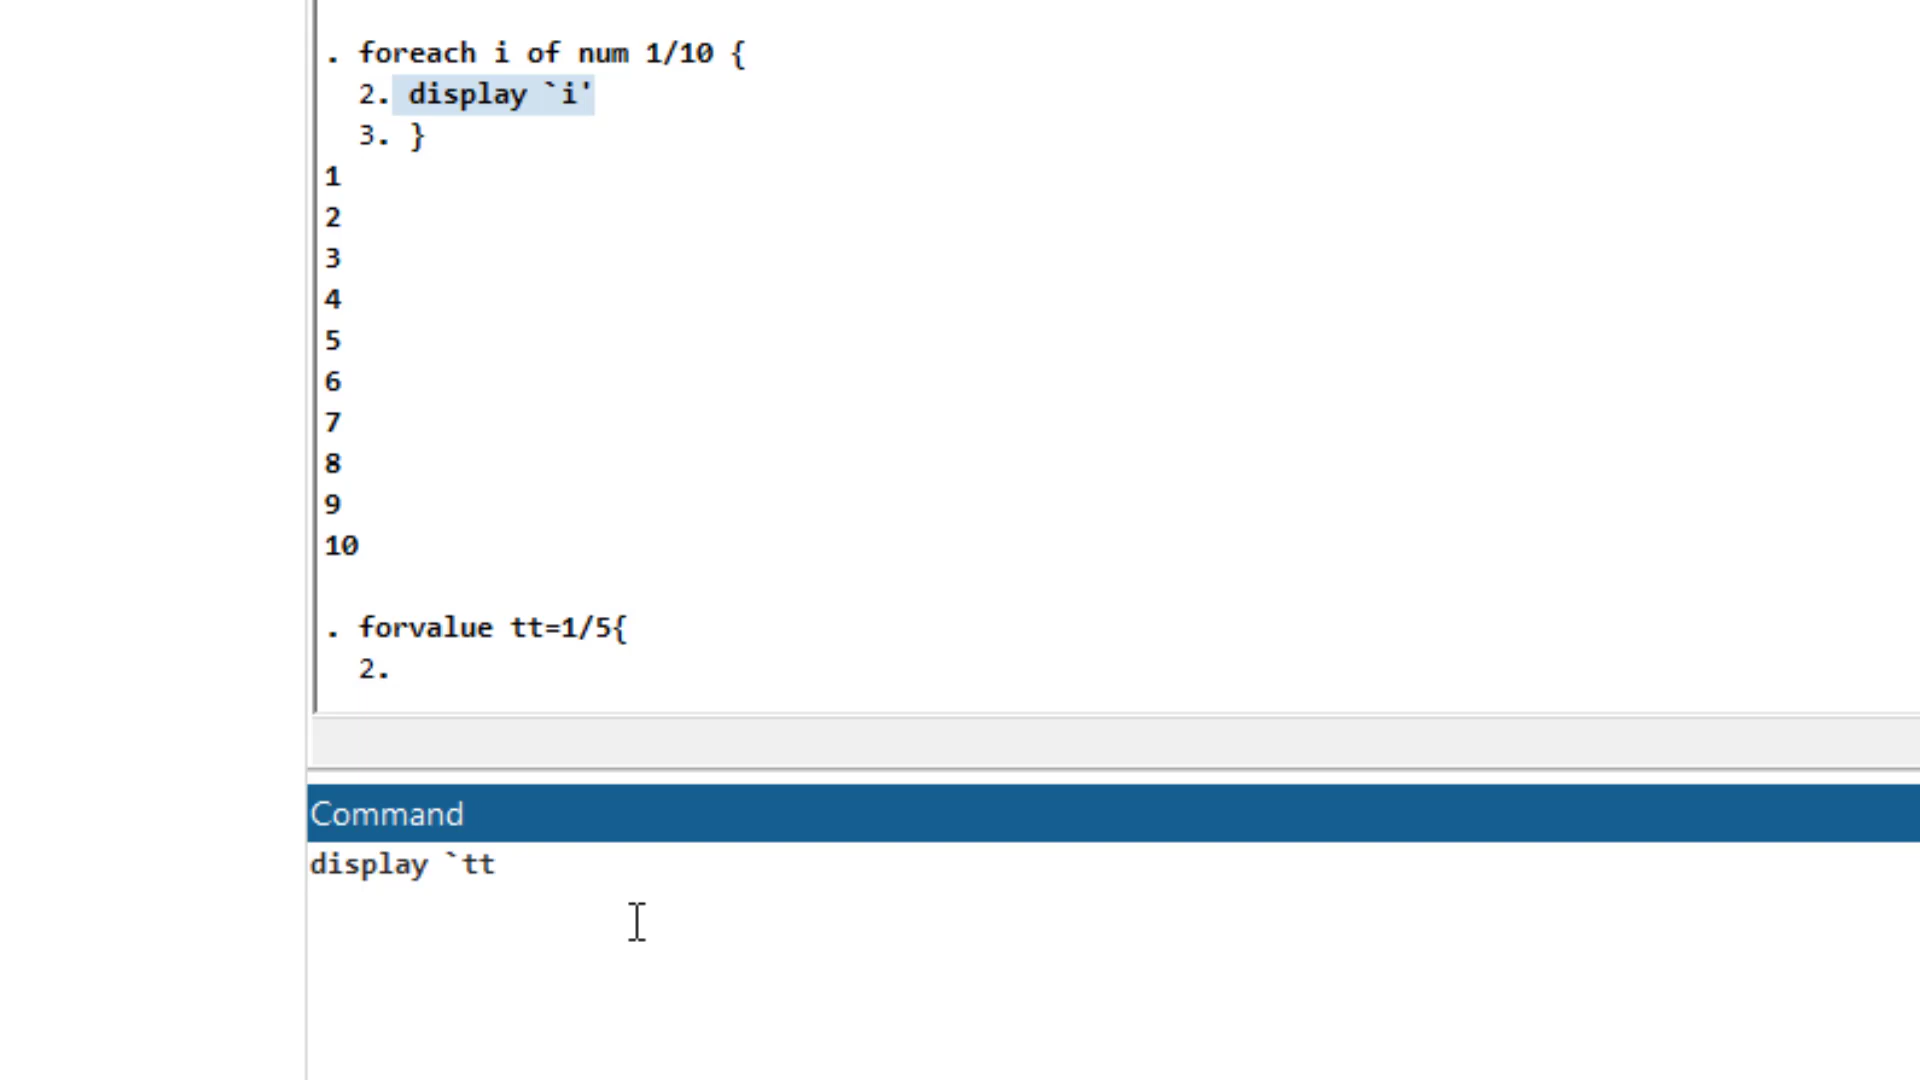 . foreach i of num 1/10 {
2. display `i'
3. }
1
2
3
4
5
6
7
8
9
10
. forvalue tt=1/5{
2.
Command
display `tt